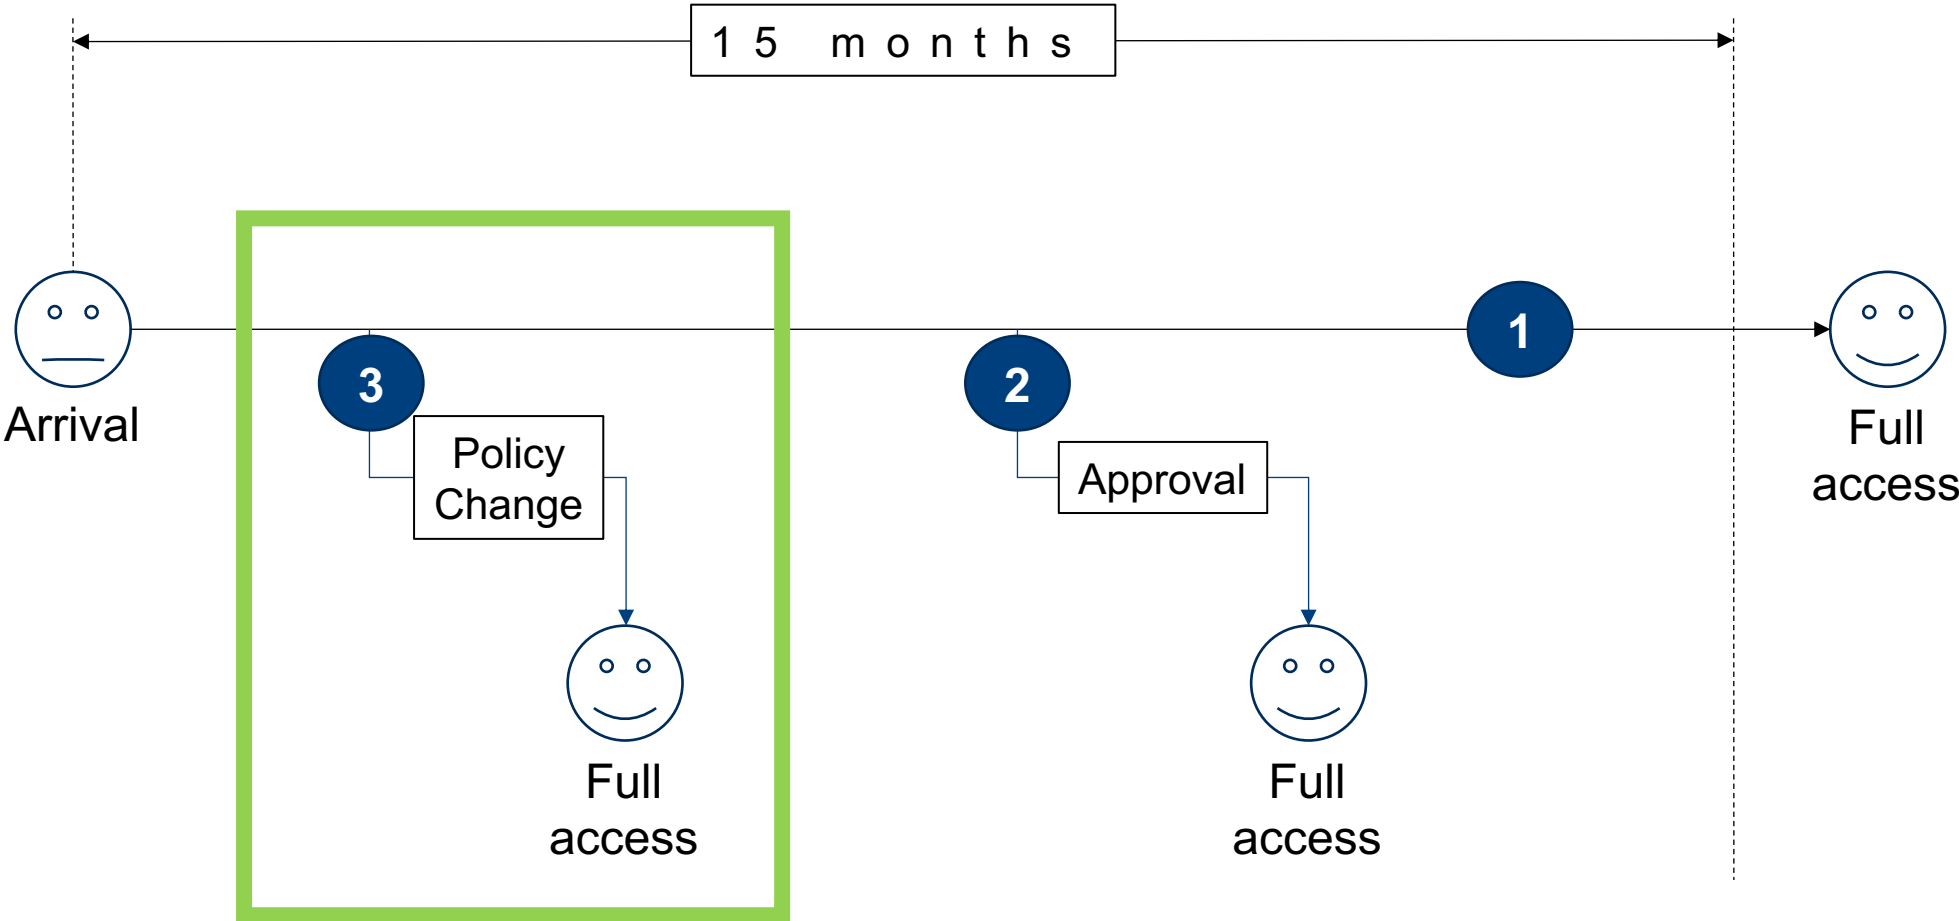 15 months
1
3
2
Arrival
Full
access
Policy
Change
Approval
Full
access
Full
access